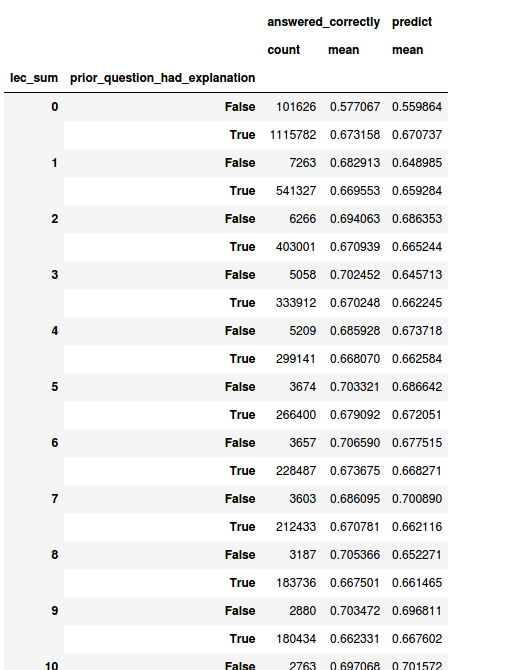 answered_correctly predict
count mean mean
lec_sum prior_question_had_explanation
0 False 101626 0.577067 0.559864
True 1115782 0.673158 0.670737
1 False 7263 0.682913 0.648985
True 541327 0.669553 0.659284
2 False 6266 0.694063 0.686353
True 403001 0.670939 0.665244
3 False 5058 0.702452 0.645713
True 333912 0.670248 0.662245
4 False 5209 0.685928 0.673718
True 299141 0.668070 0.662584
5 False 3674 0.703321 0.686642
True 266400 0.679092 0.672051
6 False 3657 0.706590 0.677515
True 228487 0.673675 0.668271
7 False 3603 0.686095 0.700890
True 212433 0.670781 0.662116
8 False 3187 0.705366 0.652271
True 183736 0.667501 0.661465
9 False 2880 0.703472 0.696811
True 180434 0.662331 0.667602
10 False 2763 0.697068 0.701572